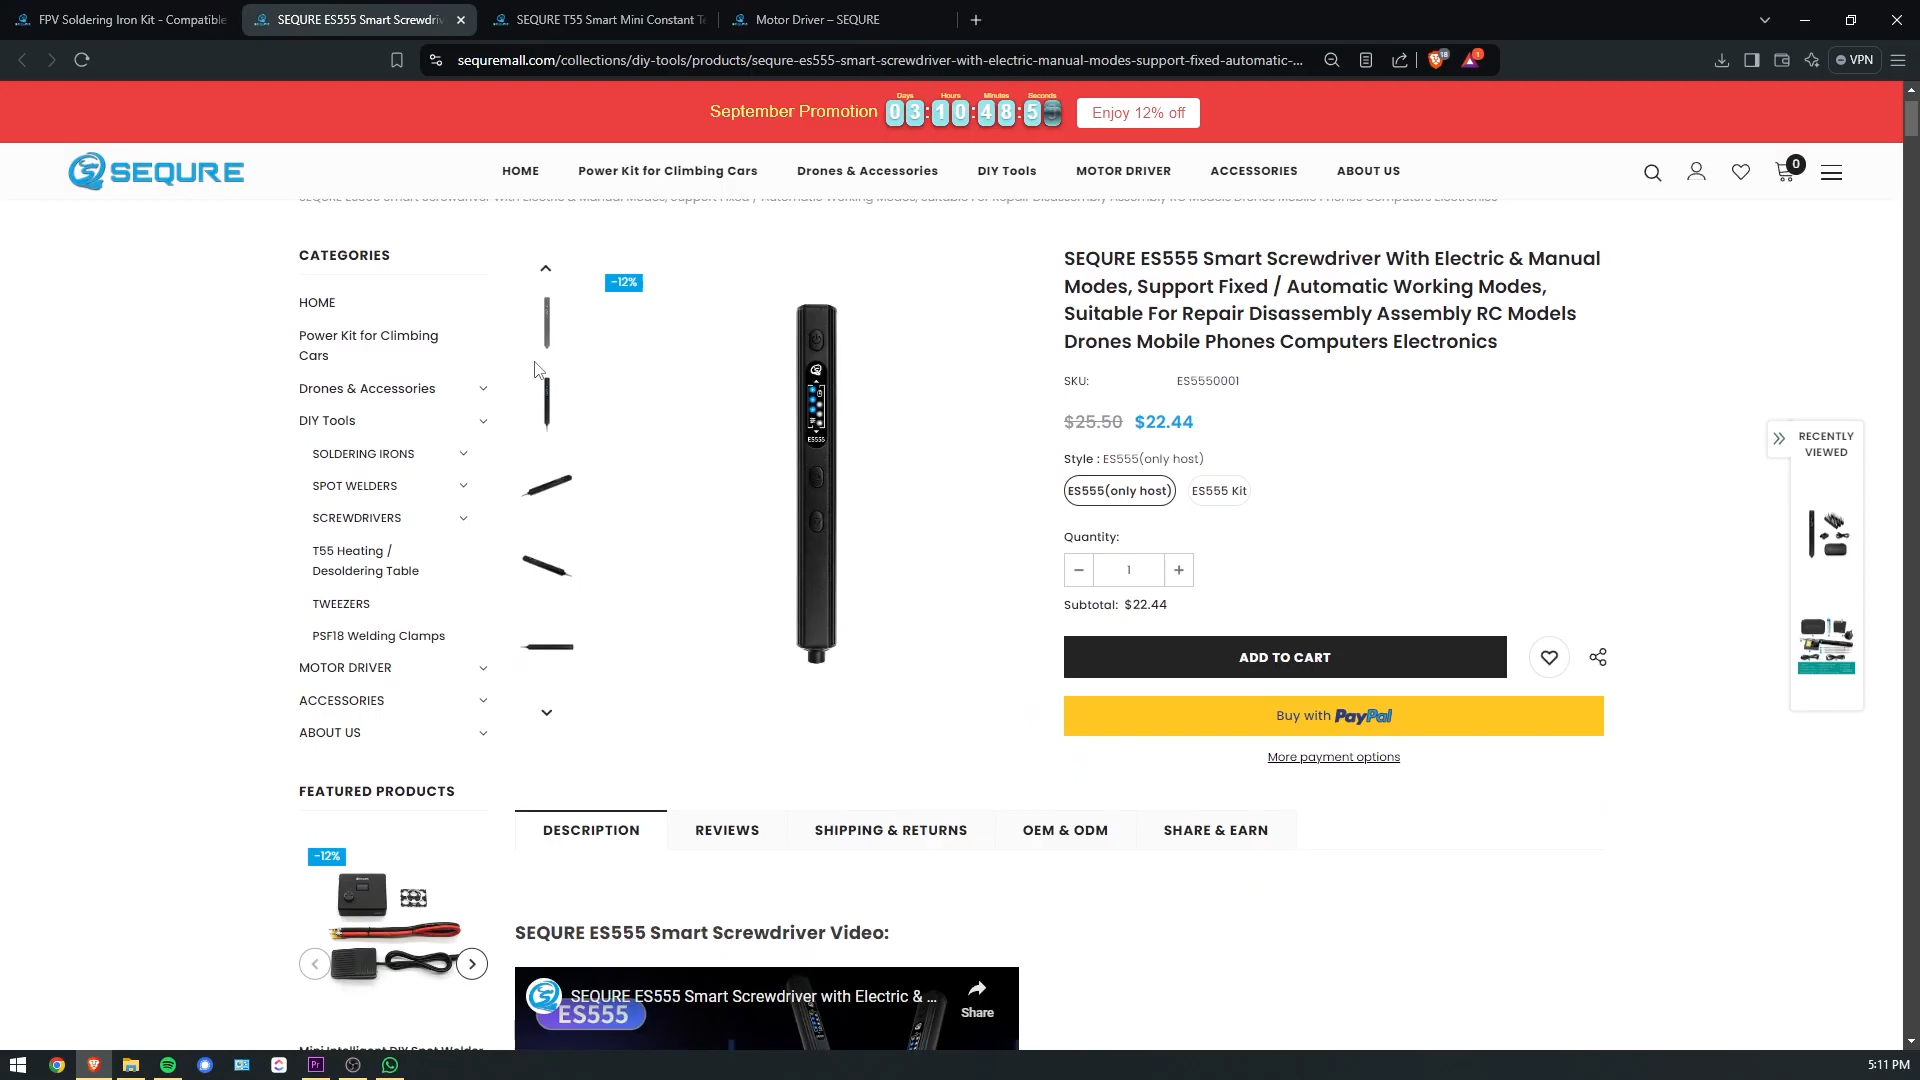 FPV Soldering Iron Kit - Compatible
SEQURE ES555 Smart Screwdriv
SEQURE T55 Smart Mini Constant Te
Motor Driver – SEQURE
sequremall.com/collections/diy-tools/products/sequre-es555-smart-screwdriver-with-electric-manual-modes-support-fixed-automatic-...
18
1
VPN
September Promotion
Days Hours Minutes Seconds
03:10:48:5
Enjoy 12% off
SEQURE
HOME Power Kit for Climbing Cars Drones & Accessories DIY Tools MOTOR DRIVER ACCESSORIES ABOUT US
0
SEQURE ES555 Smart Screwdriver With Electric & Manual Modes, Support Fixed / Automatic Working Modes, Suitable For Repair Disassembly Assembly RC Models Drones Mobile Phones Computers Electronics
CATEGORIES
HOME
Power Kit for Climbing
Cars
Drones & Accessories
DIY Tools
SOLDERING IRONS
SPOT WELDERS
SCREWDRIVERS
T55 Heating /
Desoldering Table
TWEEZERS
PSF18 Welding Clamps
MOTOR DRIVER
ACCESSORIES
ABOUT US
FEATURED PRODUCTS
-12%
Mini Intelligent DIY Spot Welder
-12%
ES555
SEQURE ES555 Smart Screwdriver With Electric & Manual
Modes, Support Fixed / Automatic Working Modes,
Suitable For Repair Disassembly Assembly RC Models
Drones Mobile Phones Computers Electronics
SKU: ES5550001
$25.50 $22.44
Style : ES555(only host)
ES555(only host) ES555 Kit
Quantity:
− 1 +
Subtotal: $22.44
ADD TO CART
Buy with PayPal
More payment options
RECENTLY
VIEWED
DESCRIPTION REVIEWS SHIPPING & RETURNS OEM & ODM SHARE & EARN
SEQURE ES555 Smart Screwdriver Video:
SEQURE ES555 Smart Screwdriver with Electric & ...
ES555
Share
Pr
5:11 PM